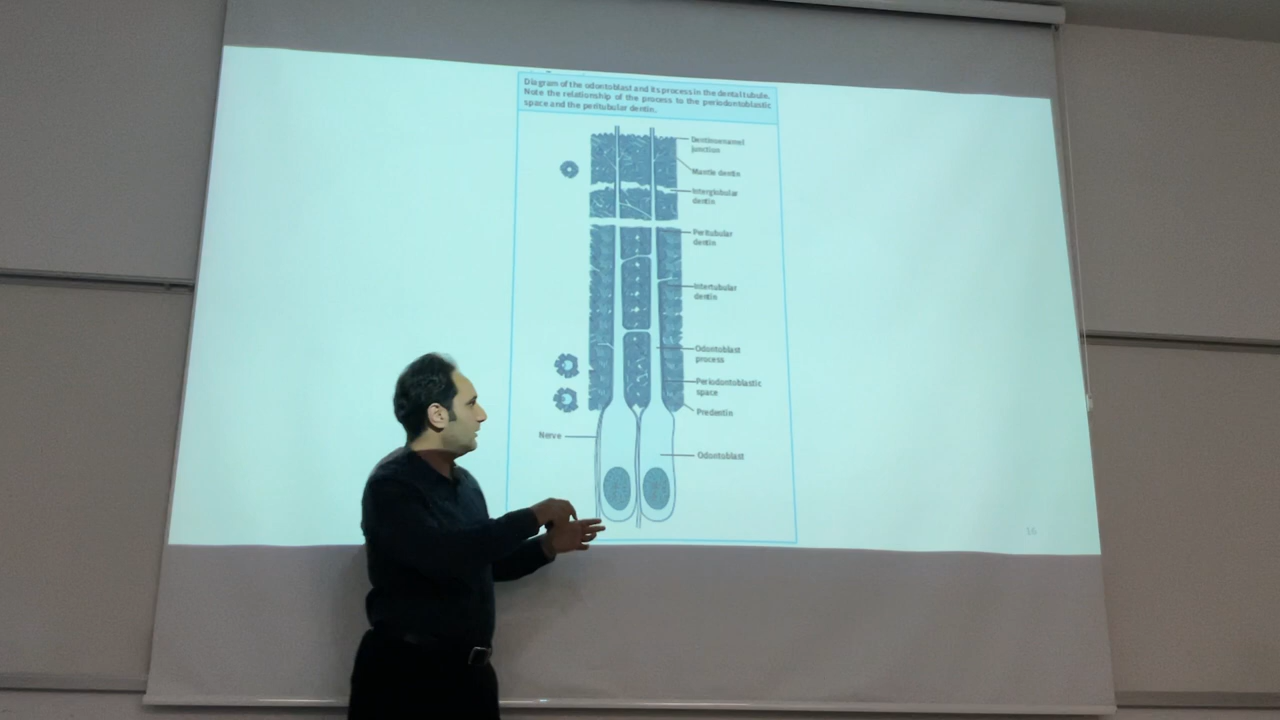 Diagram of the odontoblast and its process in the dental tubule.
Note the relationship of the process to the periodontoblastic
space and the peritubular dentin.
Dentinoenamel
junction
Mantle dentin
Interglobular
dentin
Peritubular
dentin
Intertubular
dentin
Odontoblast
process
Periodontoblastic
space
Predentin
Nerve
Odontoblast
16